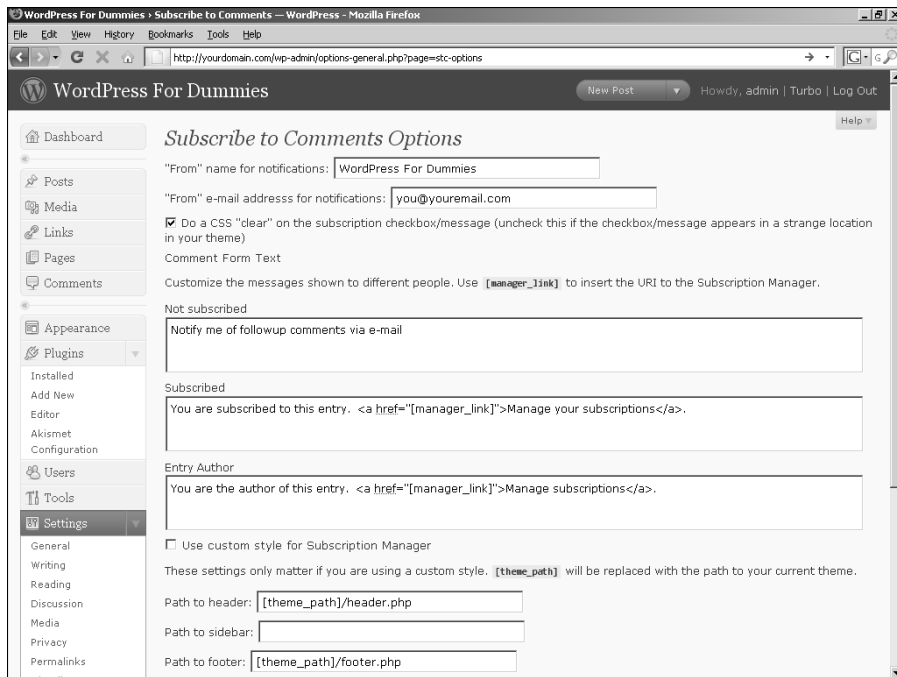 WordPress For Dummies › Subscribe to Comments — WordPress - Mozilla Firefox
File Edit View History Bookmarks Tools Help
http://yourdomain.com/wp-admin/options-general.php?page=stc-options
G
WordPress For Dummies
New Post
Howdy, admin | Turbo | Log Out
Help
Dashboard
Posts
Media
Links
Pages
Comments
Appearance
Plugins
Installed
Add New
Editor
Akismet
Configuration
Users
Tools
Settings
General
Writing
Reading
Discussion
Media
Privacy
Permalinks
Subscribe to Comments Options
"From" name for notifications: WordPress For Dummies
"From" e-mail addresss for notifications: you@youremail.com
Do a CSS "clear" on the subscription checkbox/message (uncheck this if the checkbox/message appears in a strange location
in your theme)
Comment Form Text
Customize the messages shown to different people. Use [manager_link] to insert the URI to the Subscription Manager.
Not subscribed
Notify me of followup comments via e-mail
Subscribed
You are subscribed to this entry. <a href="[manager_link]">Manage your subscriptions</a>.
Entry Author
You are the author of this entry. <a href="[manager_link]">Manage subscriptions</a>.
Use custom style for Subscription Manager
These settings only matter if you are using a custom style. [theme_path] will be replaced with the path to your current theme.
Path to header: [theme_path]/header.php
Path to sidebar:
Path to footer: [theme_path]/footer.php